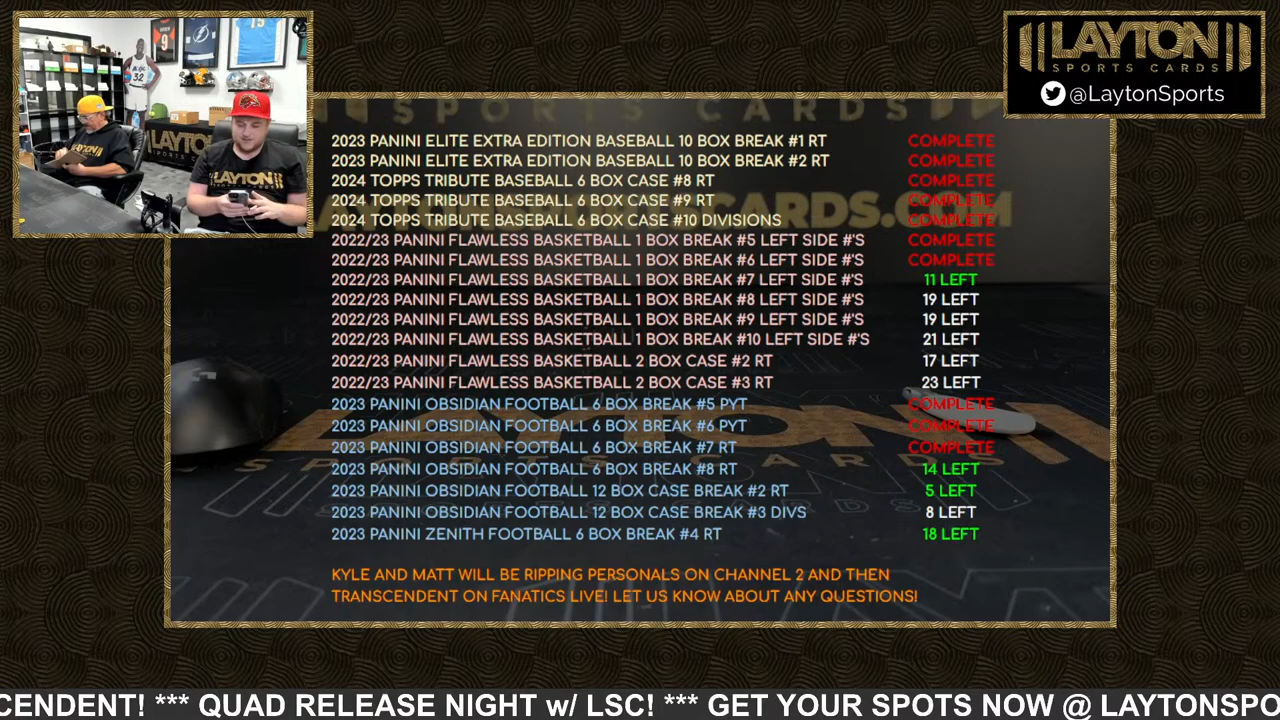 LAYTON
SPORTS CARDS
@LaytonSports
2023 PANINI ELITE EXTRA EDITION BASEBALL 10 BOX BREAK #1 RT COMPLETE
2023 PANINI ELITE EXTRA EDITION BASEBALL 10 BOX BREAK #2 RT COMPLETE
2024 TOPPS TRIBUTE BASEBALL 6 BOX CASE #8 RT COMPLETE
2024 TOPPS TRIBUTE BASEBALL 6 BOX CASE #9 RT COMPLETE
2024 TOPPS TRIBUTE BASEBALL 6 BOX CASE #10 DIVISIONS COMPLETE
2022/23 PANINI FLAWLESS BASKETBALL 1 BOX BREAK #5 LEFT SIDE #'S COMPLETE
2022/23 PANINI FLAWLESS BASKETBALL 1 BOX BREAK #6 LEFT SIDE #'S COMPLETE
2022/23 PANINI FLAWLESS BASKETBALL 1 BOX BREAK #7 LEFT SIDE #'S 11 LEFT
2022/23 PANINI FLAWLESS BASKETBALL 1 BOX BREAK #8 LEFT SIDE #'S 19 LEFT
2022/23 PANINI FLAWLESS BASKETBALL 1 BOX BREAK #9 LEFT SIDE #'S 19 LEFT
2022/23 PANINI FLAWLESS BASKETBALL 1 BOX BREAK #10 LEFT SIDE #'S 21 LEFT
2022/23 PANINI FLAWLESS BASKETBALL 2 BOX CASE #2 RT 17 LEFT
2022/23 PANINI FLAWLESS BASKETBALL 2 BOX CASE #3 RT 23 LEFT
2023 PANINI OBSIDIAN FOOTBALL 6 BOX BREAK #5 PYT COMPLETE
2023 PANINI OBSIDIAN FOOTBALL 6 BOX BREAK #6 PYT COMPLETE
2023 PANINI OBSIDIAN FOOTBALL 6 BOX BREAK #7 RT COMPLETE
2023 PANINI OBSIDIAN FOOTBALL 6 BOX BREAK #8 RT 14 LEFT
2023 PANINI OBSIDIAN FOOTBALL 12 BOX CASE BREAK #2 RT 5 LEFT
2023 PANINI OBSIDIAN FOOTBALL 12 BOX CASE BREAK #3 DIVS 8 LEFT
2023 PANINI ZENITH FOOTBALL 6 BOX BREAK #4 RT 18 LEFT
KYLE AND MATT WILL BE RIPPING PERSONALS ON CHANNEL 2 AND THEN
TRANSCENDENT ON FANATICS LIVE! LET US KNOW ABOUT ANY QUESTIONS!
CENDENT! *** QUAD RELEASE NIGHT w/ LSC! *** GET YOUR SPOTS NOW @ LAYTONSPO